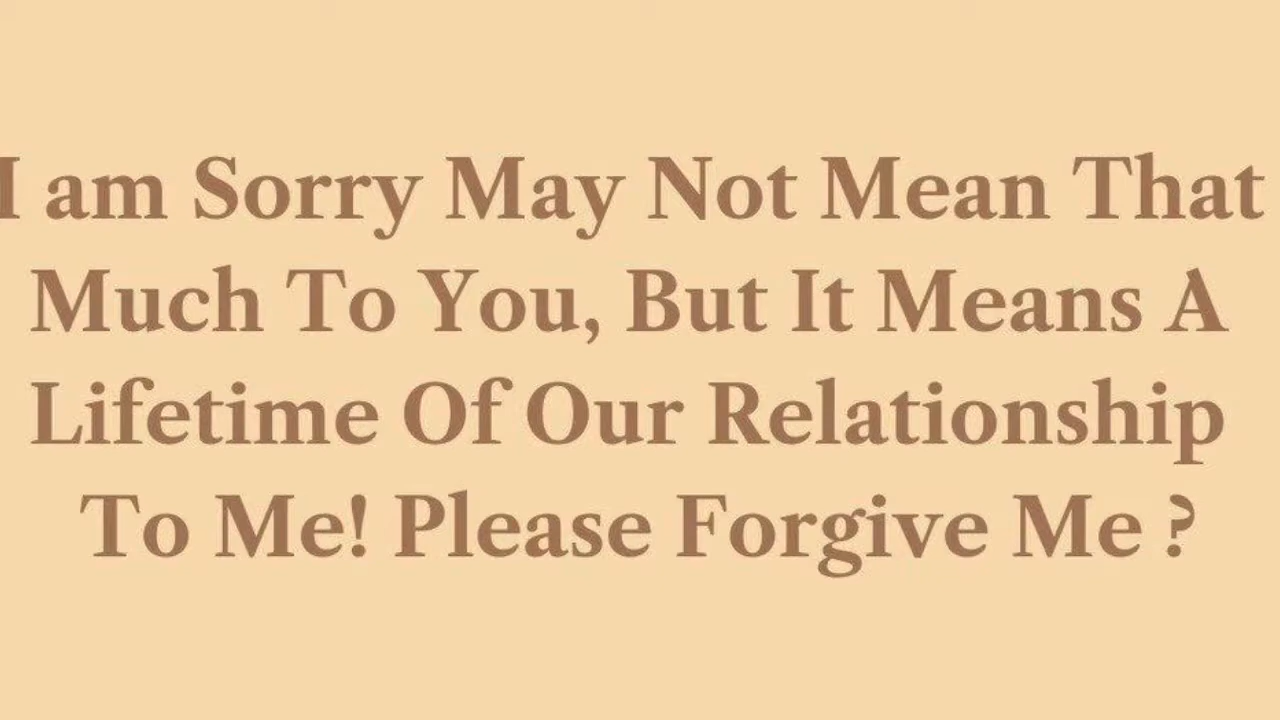 I am Sorry May Not Mean That
Much To You, But It Means A
Lifetime Of Our Relationship
To Me! Please Forgive Me ?